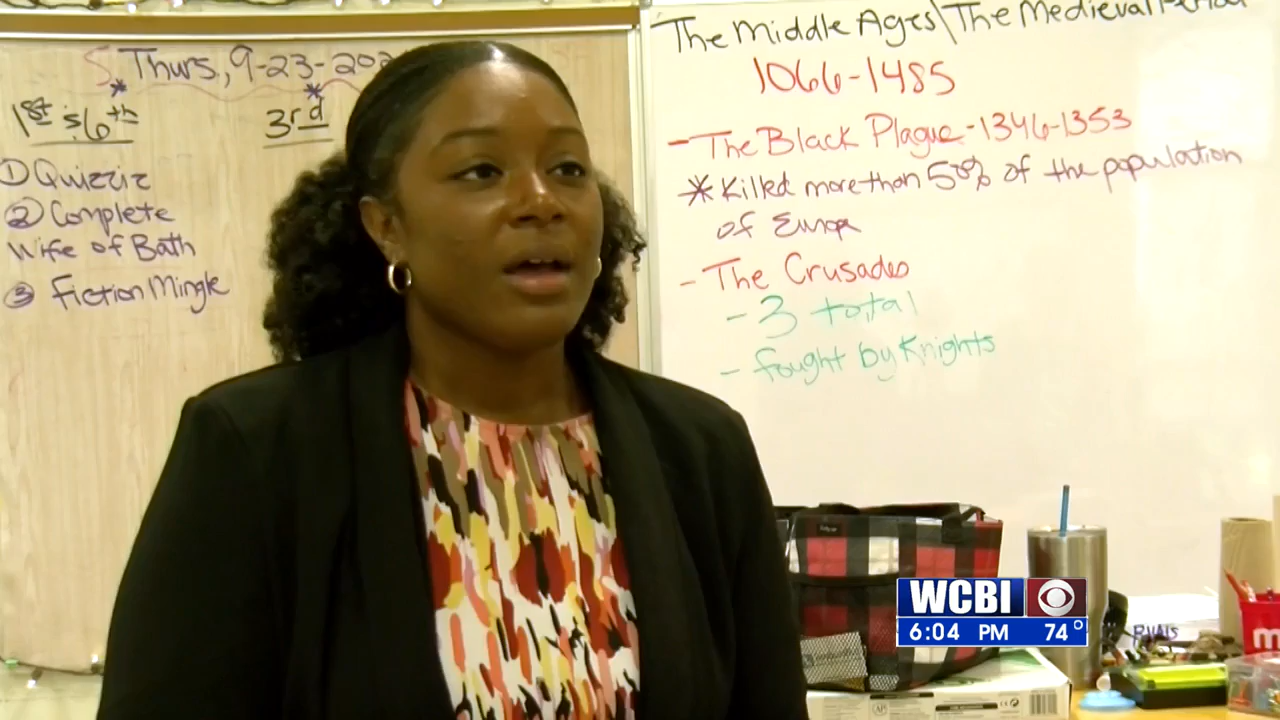 Thurs., 9-23-202
1st & 6th
3rd
① Quizziz
② Complete
Wife of Bath
③ Fiction Mingle
The Middle Ages\The Medieval Period
1066-1485
- The Black Plague - 1346-1353
* Killed more than 50% of the population
of Europe
- The Crusades
- 3 total
- fought by Knights
WCBI
6:04 PM 74°